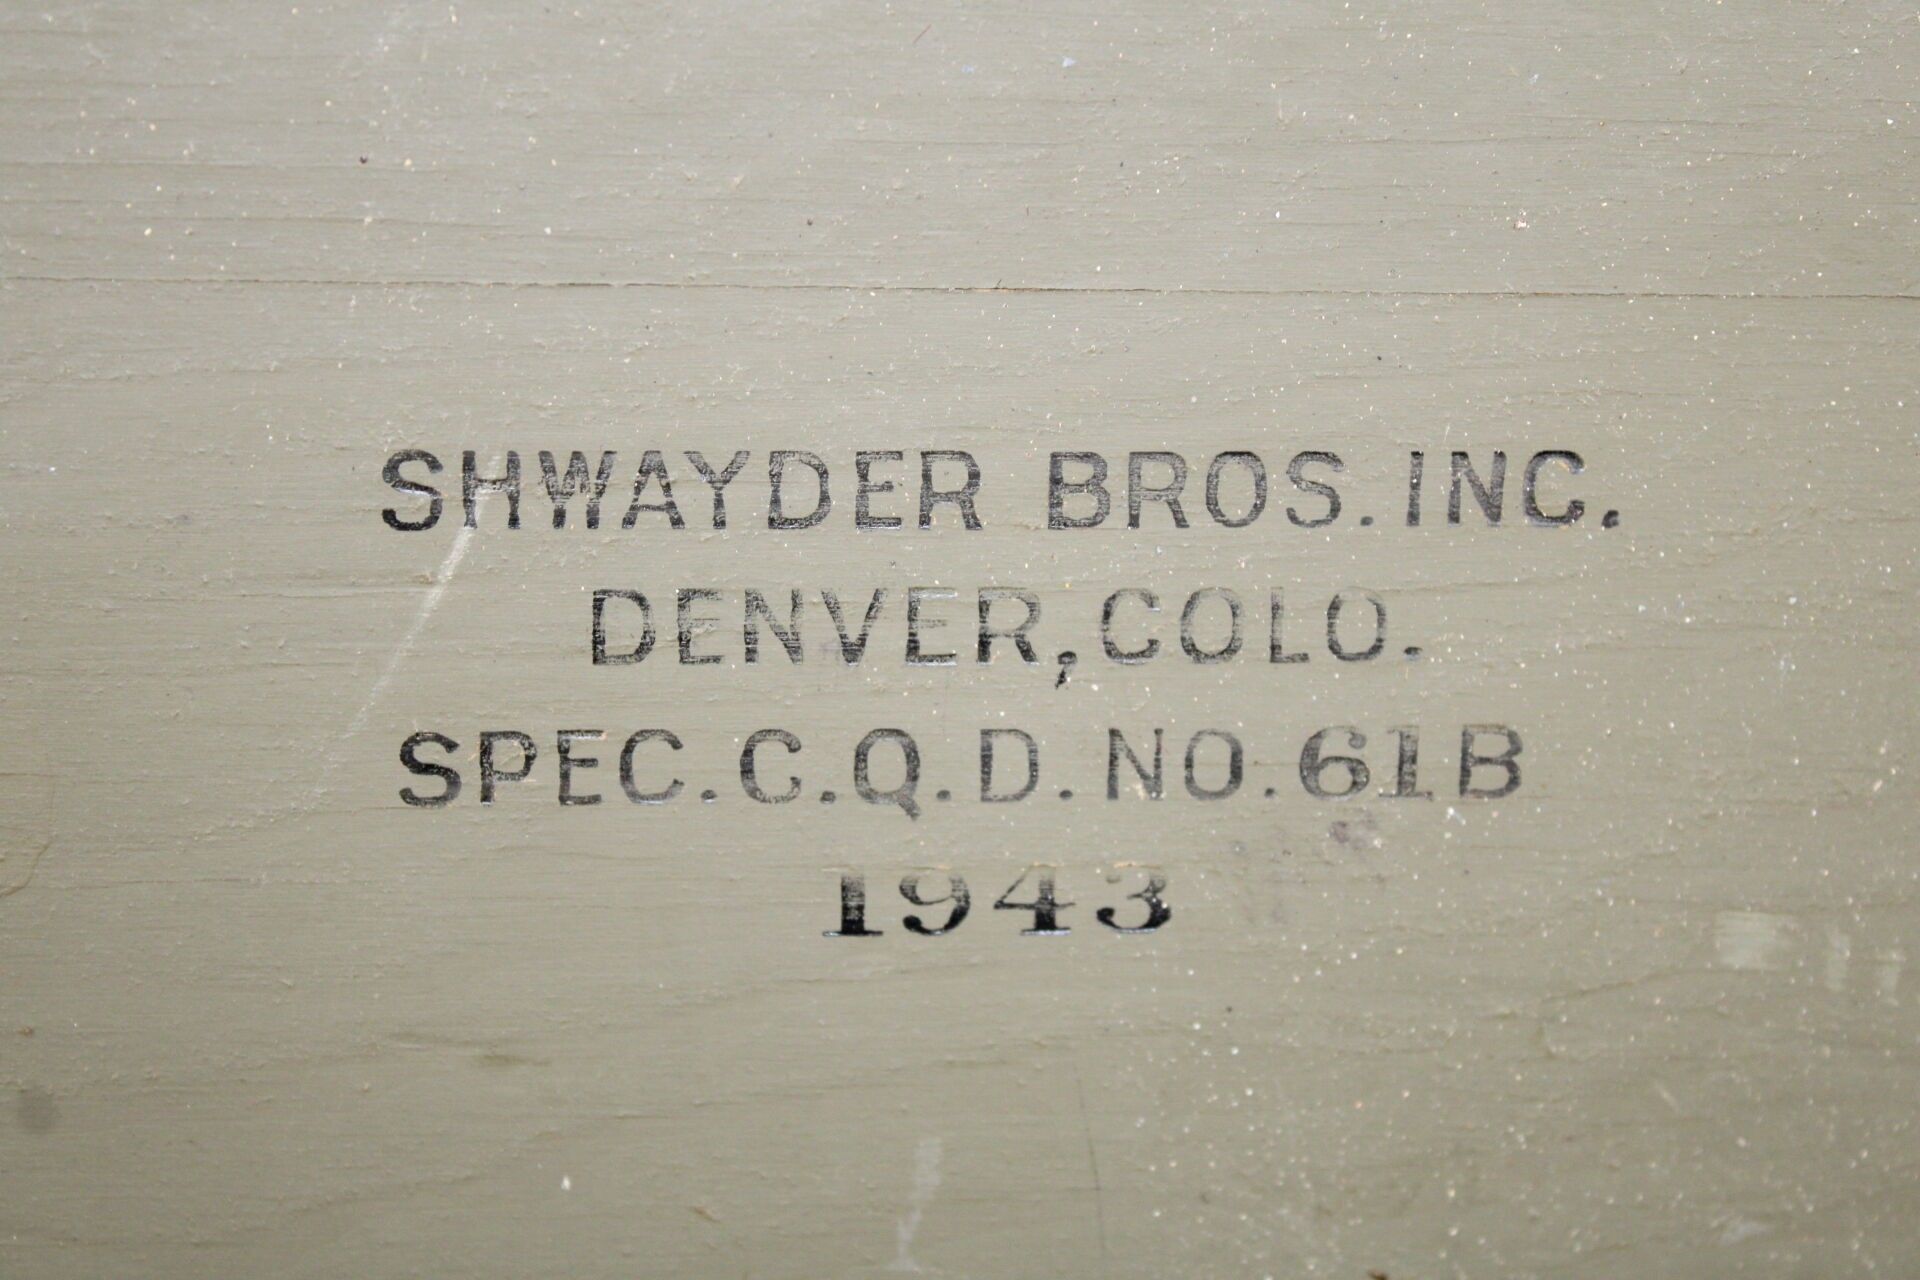 SHWAYDER BROS. INC.
DENVER, COLO.
SPEC. C.Q.D. NO. 61B
1943